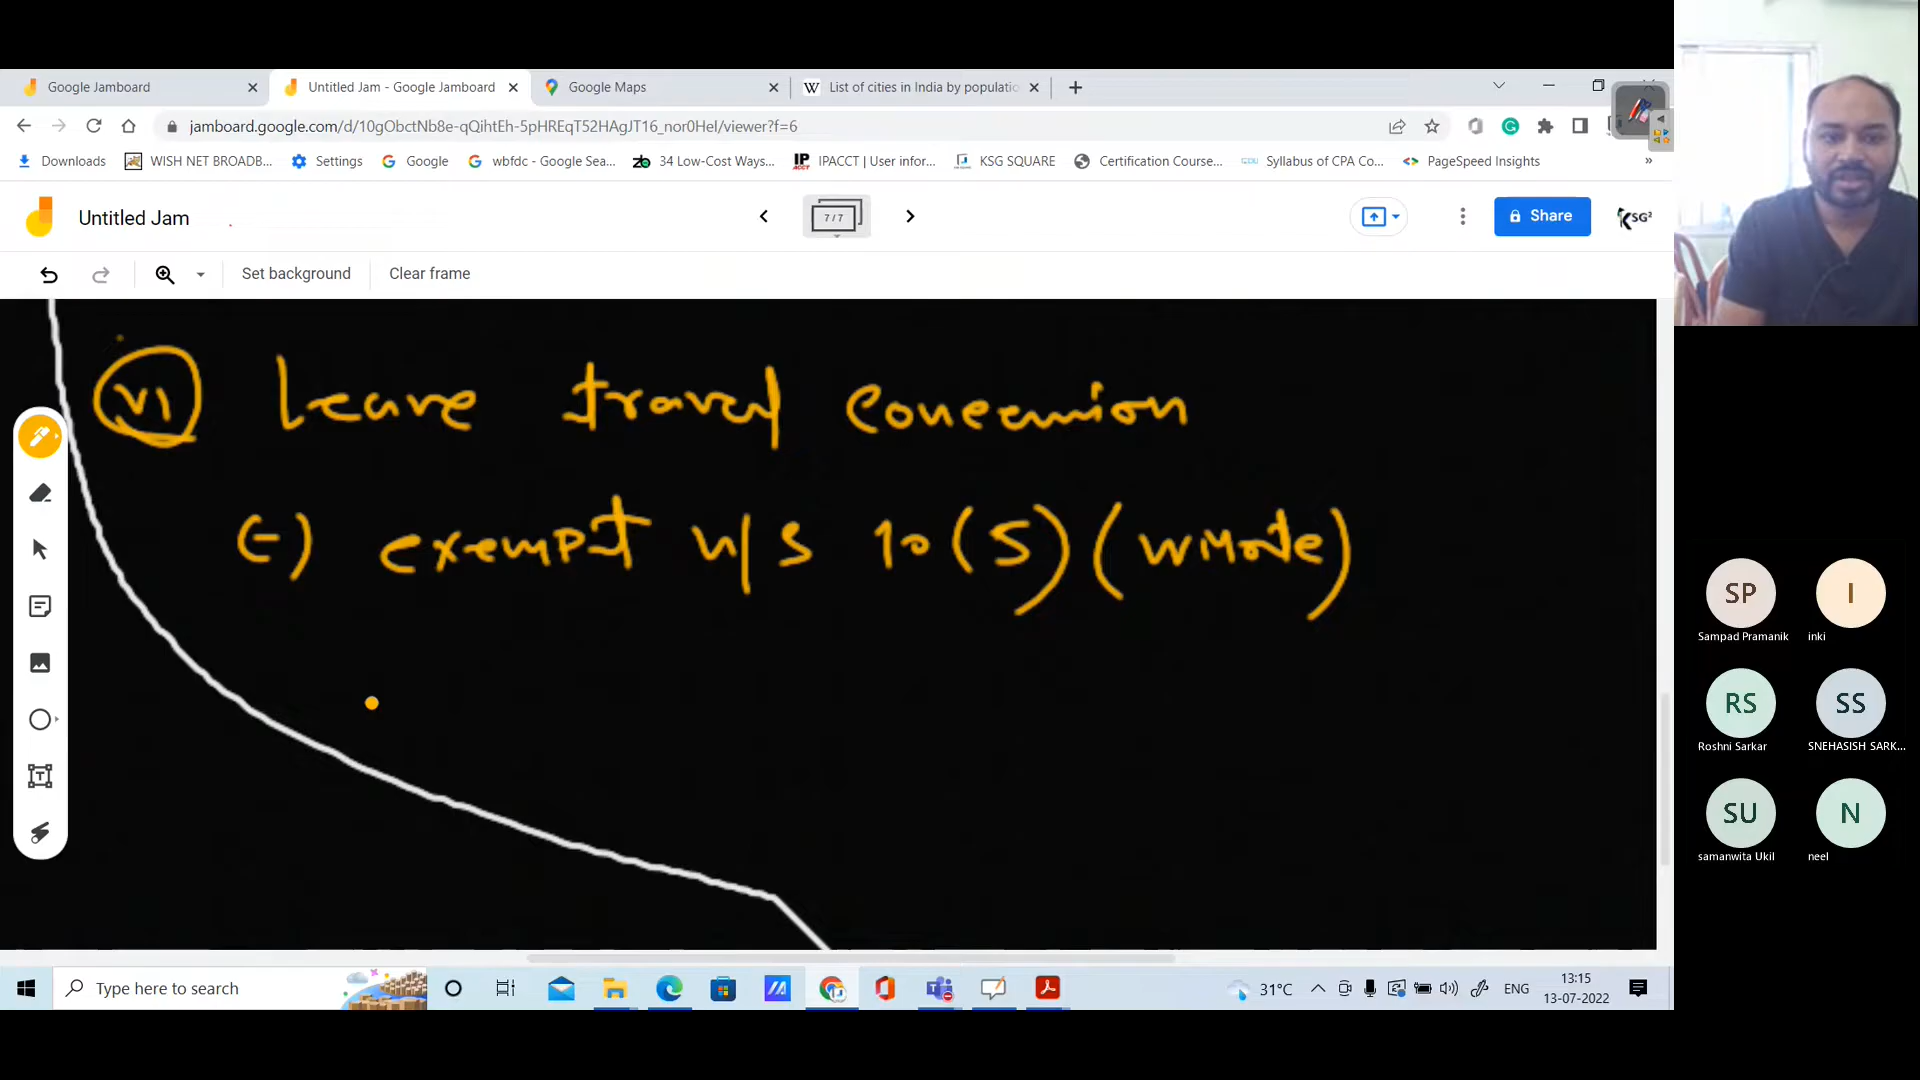 Google Jamboard
Untitled Jam - Google Jamboard
Google Maps
W List of cities in India by populatio
jamboard.google.com/d/10gObctNb8e-qQihtEh-5pHREqT52HAgJT16_nor0HeI/viewer?f=6
Downloads
WISH NET BROADB...
Settings
Google
wbfdc - Google Sea...
34 Low-Cost Ways...
IPACCT | User infor...
KSG SQUARE
Certification Course...
Syllabus of CPA Co...
PageSpeed Insights
»
Untitled Jam
7 / 7
Share
KSG²
Set background
Clear frame
VI Leave travel concession
(-) exempt u/s 10(5) (Whote)
SP
Sampad Pramanik
I
inki
RS
Roshni Sarkar
SS
SNEHASISH SARK...
SU
samanwita Ukil
N
neel
Type here to search
31°C
ENG
13:15
13-07-2022